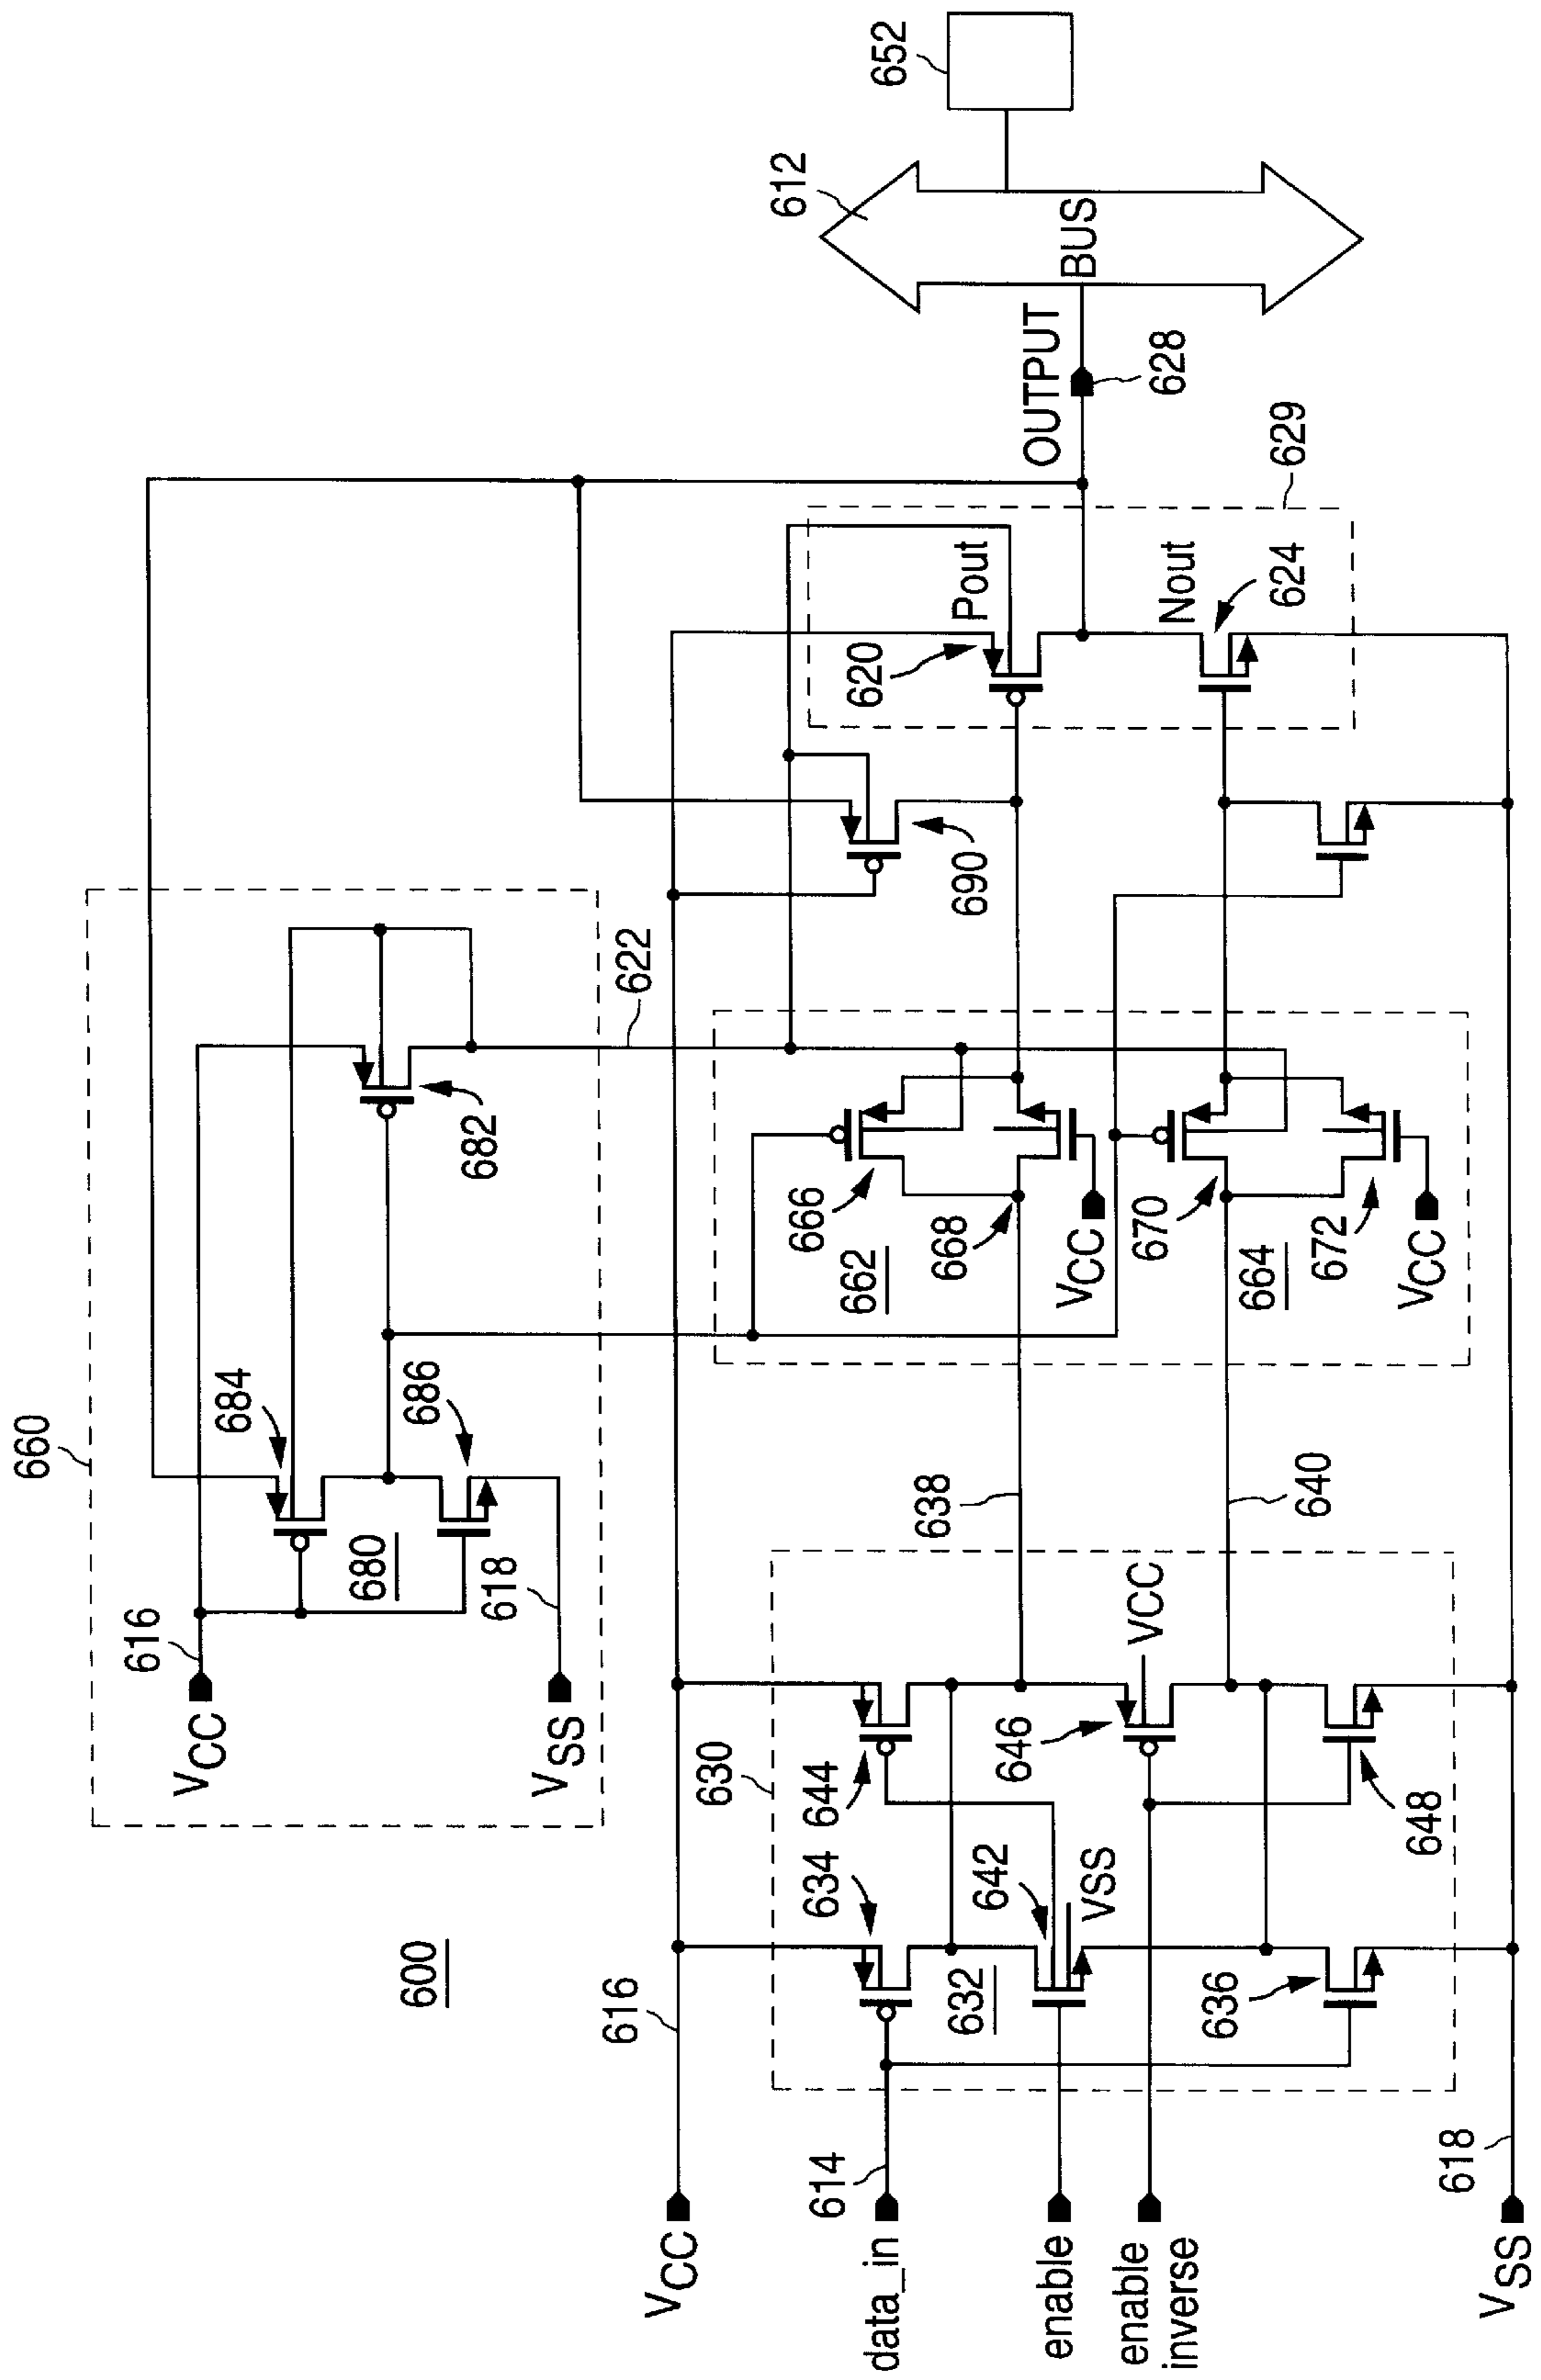 660
616
VCC
684
680
686
618
VSS
682
622
600
616
VCC
690
652
612
BUS
OUTPUT
628
629
620
Pout
Nout
624
630
634
644
614
data_in
632
642
VSS
646
VCC
638
666
662
668
VCC
enable
enable
inverse
636
648
640
670
664
672
VCC
618
VSS